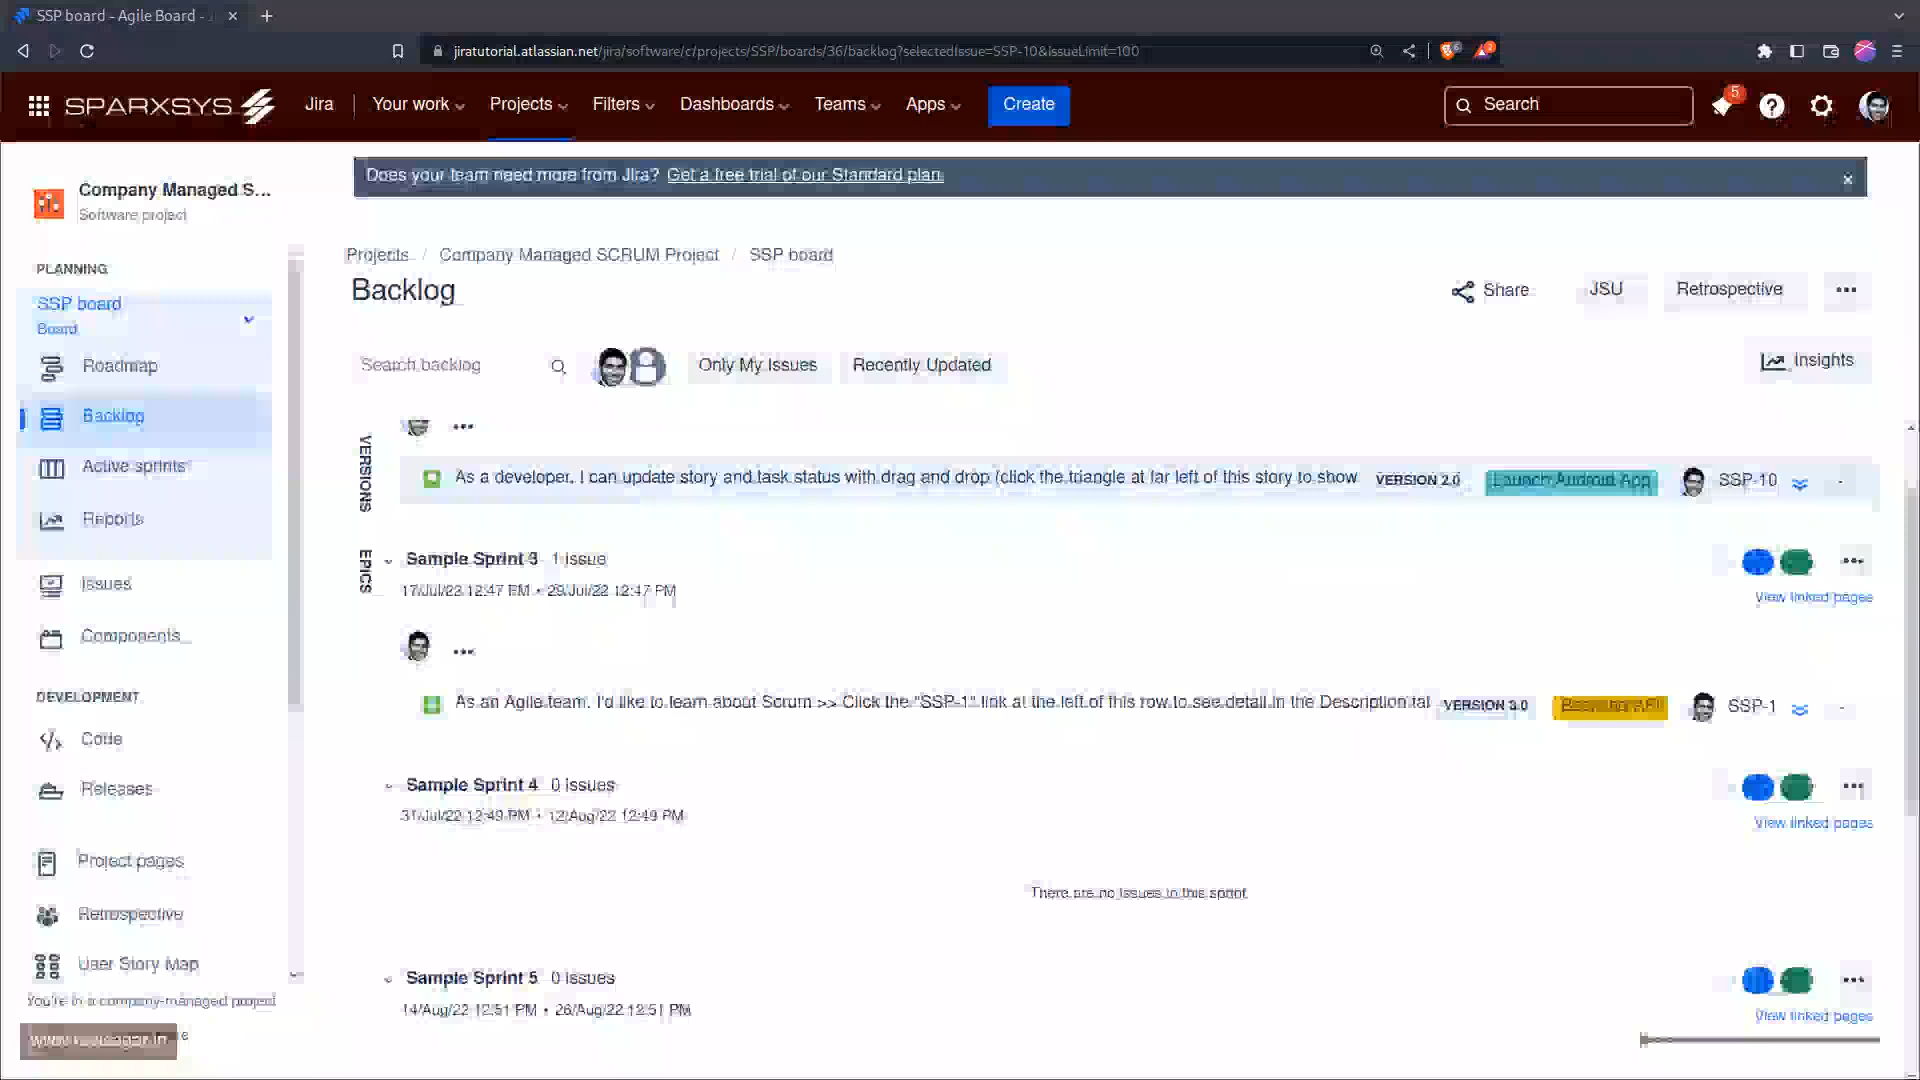 SSP board - Agile Board - J
jiratutorial.atlassian.net/jira/software/c/projects/SSP/boards/36/backlog?selectedIssue=SSP-10&issueLimit=100
SPARXSYS
Jira
Your work
Projects
Filters
Dashboards
Teams
Apps
Create
Search
5
Company Managed S...
Software project
Does your team need more from Jira? Get a free trial of our Standard plan.
Projects / Company Managed SCRUM Project / SSP board
Backlog
Share
JSU
Retrospective
PLANNING
SSP board
Board
Roadmap
Backlog
Active sprints
Reports
Issues
Components
DEVELOPMENT
Code
Releases
Project pages
Retrospective
User Story Map
You're in a company-managed project
Search backlog
Only My Issues
Recently Updated
Insights
VERSIONS
EPICS
As a developer, I can update story and task status with drag and drop (click the triangle at far left of this story to show
VERSION 2.0
Launch Android App
SSP-10
-
Sample Sprint 3 1 issue
17/Jul/22 12:47 PM • 29/Jul/22 12:47 PM
View linked pages
As an Agile team, I'd like to learn about Scrum >> Click the "SSP-1" link at the left of this row to see detail in the Description tal
VERSION 3.0
SSP-1
-
Sample Sprint 4 0 issues
31/Jul/22 12:49 PM • 12/Aug/22 12:49 PM
View linked pages
There are no issues in this sprint
Sample Sprint 5 0 issues
14/Aug/22 12:51 PM • 26/Aug/22 12:51 PM
View linked pages